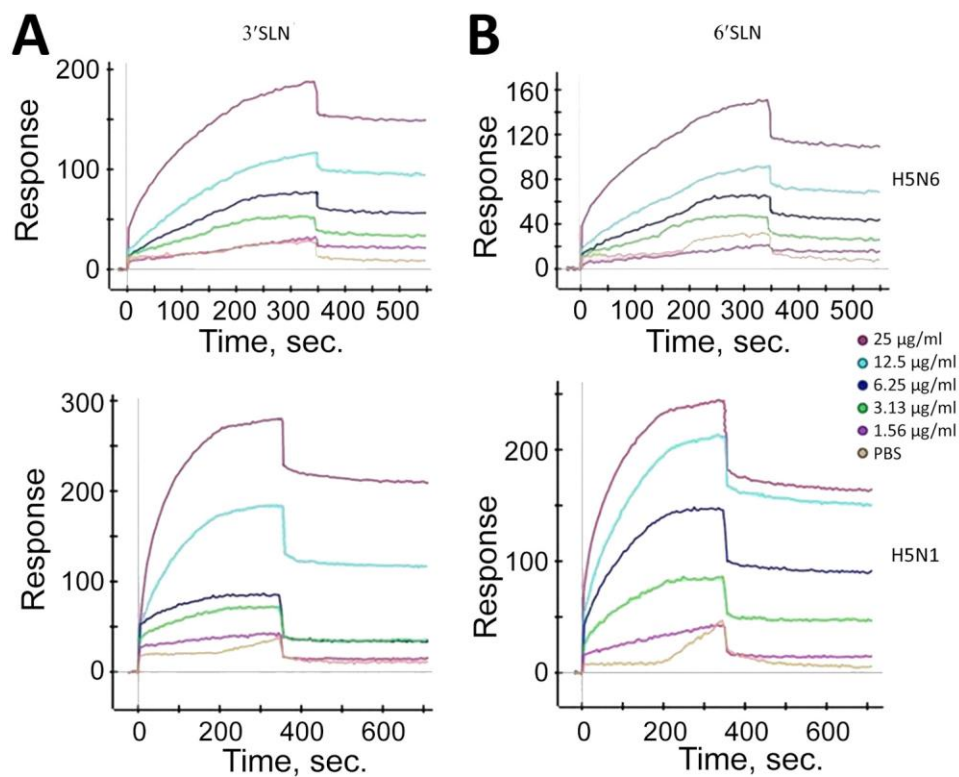 A
3′SLN
Response
200
100
0
0 100 200 300 400 500
Time, sec.
B
6′SLN
Response
160
120
80
40
0
0 100 200 300 400 500
Time, sec.
H5N6
25 µg/ml
12.5 µg/ml
6.25 µg/ml
3.13 µg/ml
1.56 µg/ml
PBS
Response
300
200
100
0
0 200 400 600
Time, sec.
Response
200
100
0
0 200 400 600
Time, sec.
H5N1